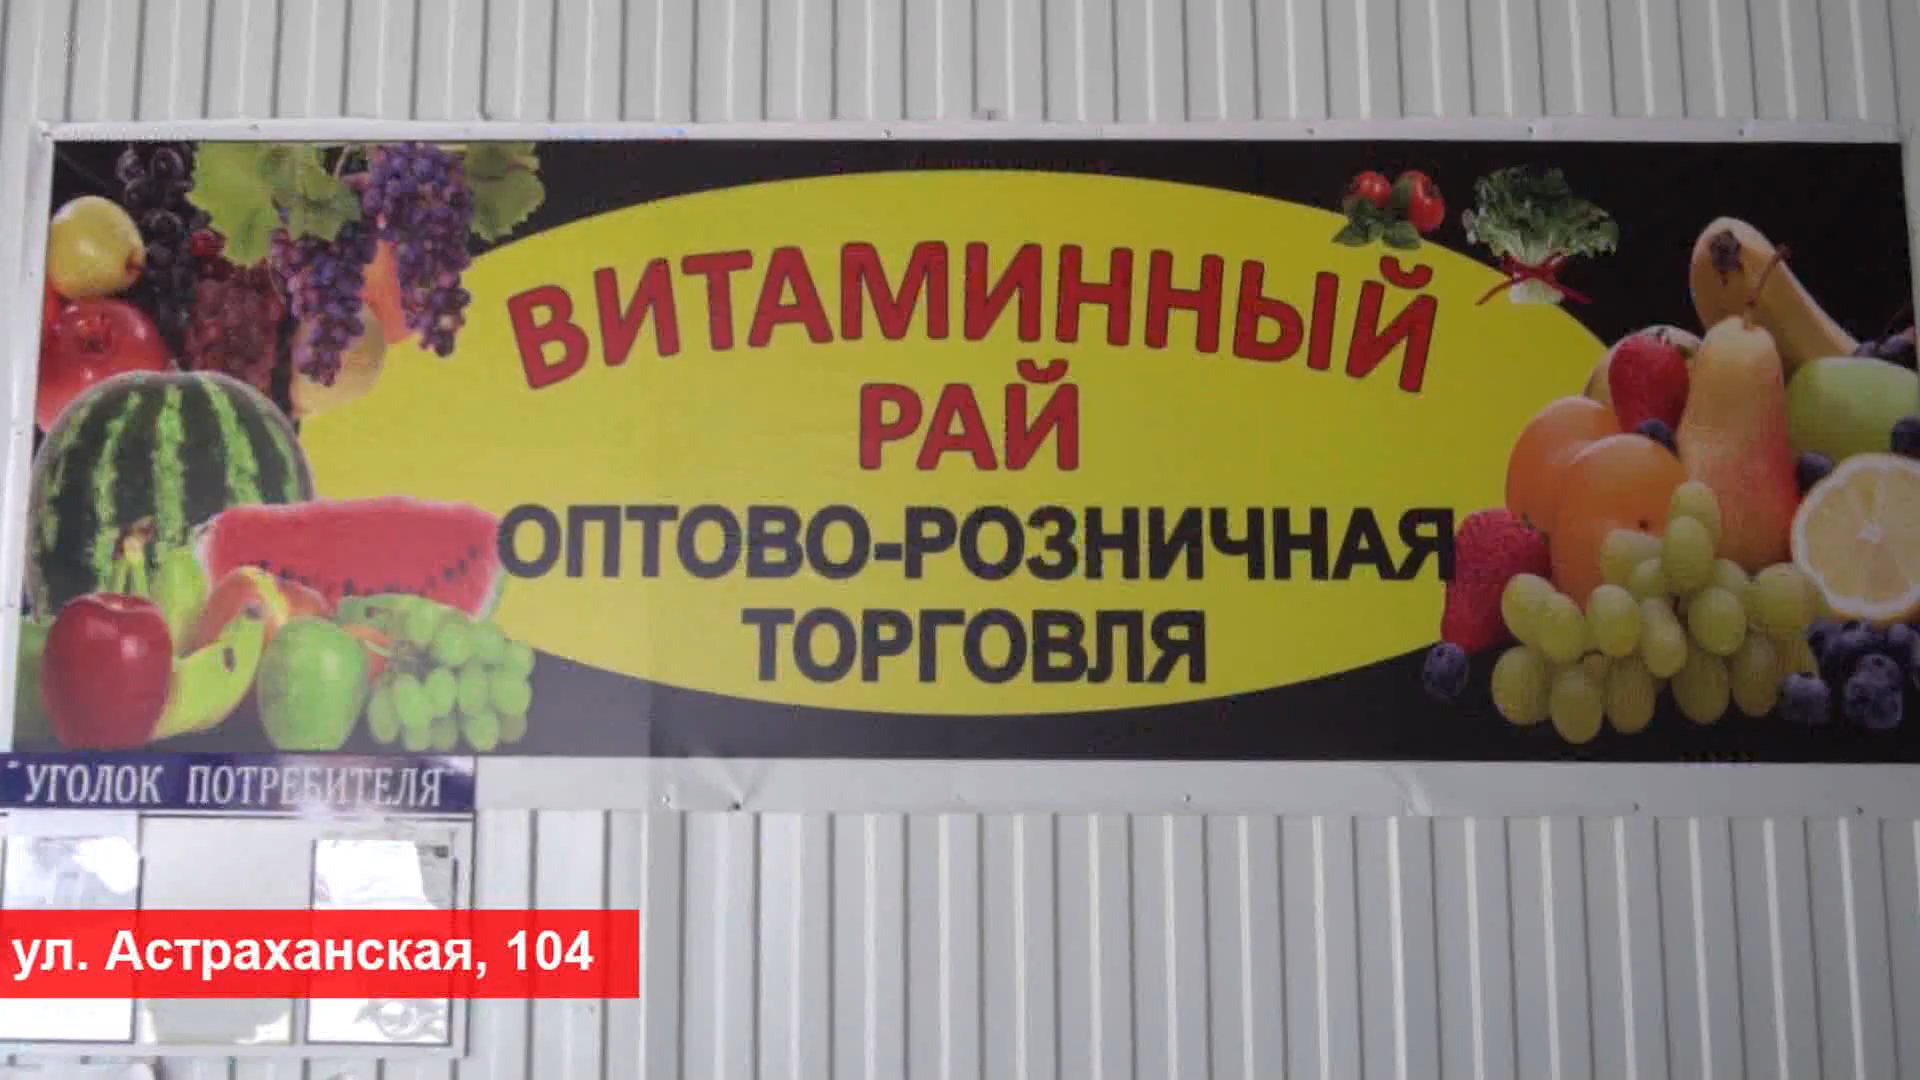 ВИТАМИННЫЙ
РАЙ
ОПТОВО-РОЗНИЧНАЯ
ТОРГОВЛЯ
"УГОЛОК ПОТРЕБИТЕЛЯ"
ул. Астраханская, 104